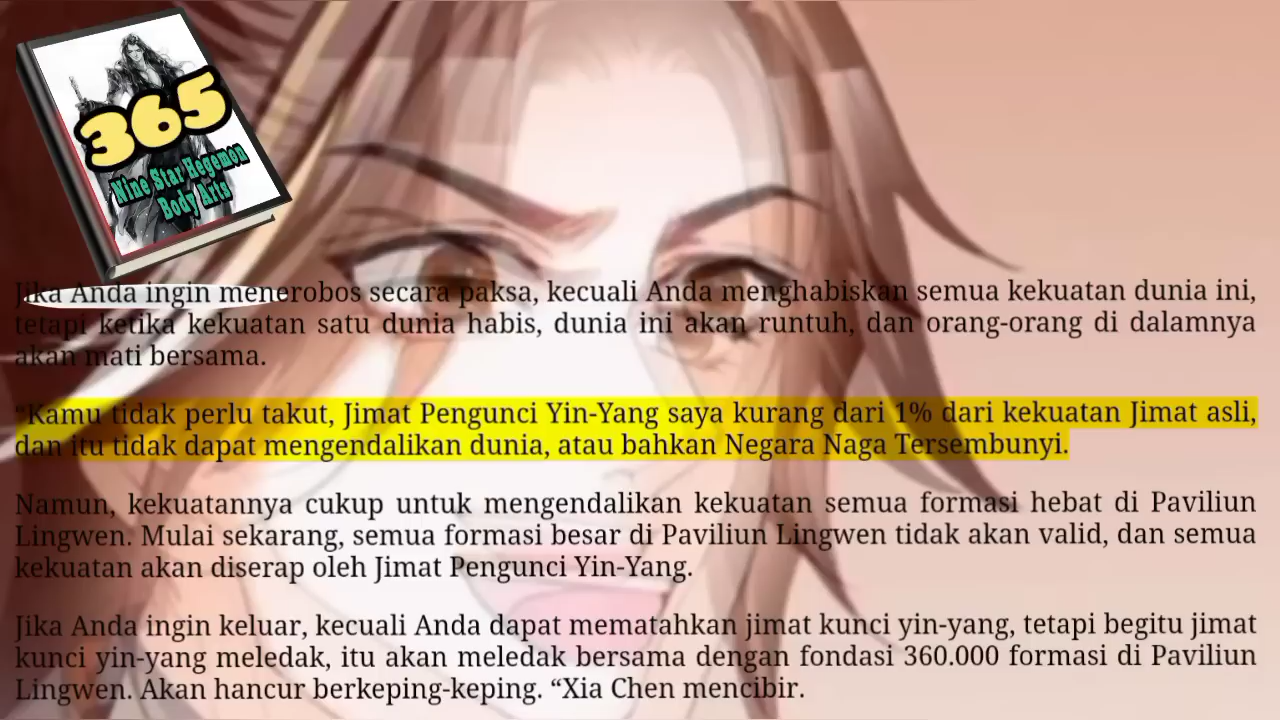 365
Nine Star Hegemon
Body Arts
Jika Anda ingin menerobos secara paksa, kecuali Anda menghabiskan semua kekuatan dunia ini,
tetapi ketika kekuatan satu dunia habis, dunia ini akan runtuh, dan orang-orang di dalamnya
akan mati bersama.
“Kamu tidak perlu takut, Jimat Pengunci Yin-Yang saya kurang dari 1% dari kekuatan Jimat asli,
dan itu tidak dapat mengendalikan dunia, atau bahkan Negara Naga Tersembunyi.
Namun, kekuatannya cukup untuk mengendalikan kekuatan semua formasi hebat di Paviliun
Lingwen. Mulai sekarang, semua formasi besar di Paviliun Lingwen tidak akan valid, dan semua
kekuatan akan diserap oleh Jimat Pengunci Yin-Yang.
Jika Anda ingin keluar, kecuali Anda dapat mematahkan jimat kunci yin-yang, tetapi begitu jimat
kunci yin-yang meledak, itu akan meledak bersama dengan fondasi 360.000 formasi di Paviliun
Lingwen. Akan hancur berkeping-keping. “Xia Chen mencibir.